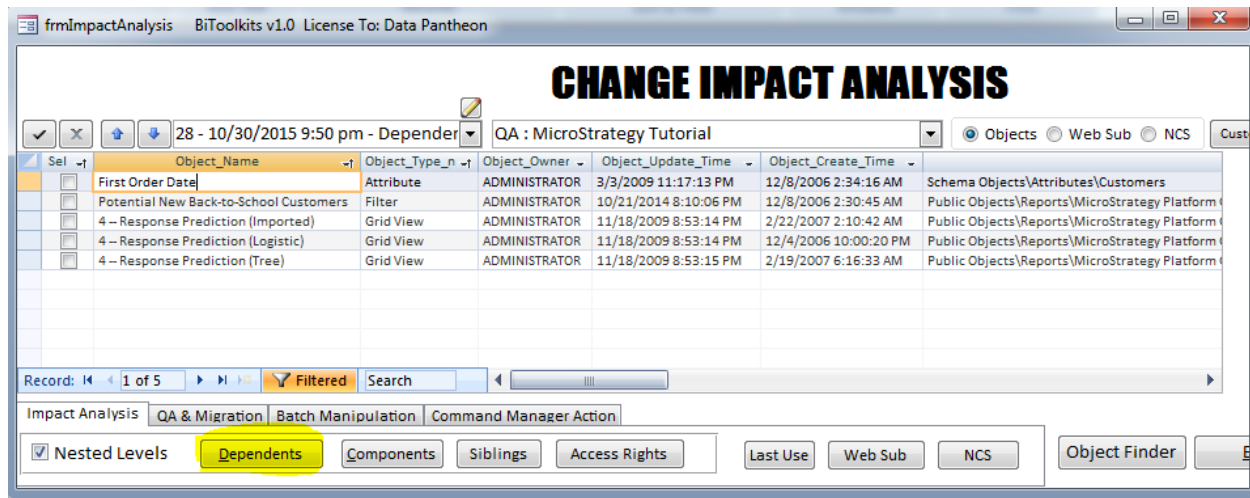 frmImpactAnalysis BiToolkits v1.0 License To: Data Pantheon
CHANGE IMPACT ANALYSIS
28 - 10/30/2015 9:50 pm - Depender QA : MicroStrategy Tutorial Objects Web Sub NCS Cust
Sel Object_Name Object_Type_n Object_Owner Object_Update_Time Object_Create_Time
First Order Date Attribute ADMINISTRATOR 3/3/2009 11:17:13 PM 12/8/2006 2:34:16 AM Schema Objects\Attributes\Customers
Potential New Back-to-School Customers Filter ADMINISTRATOR 10/21/2014 8:10:06 PM 12/8/2006 2:30:45 AM Public Objects\Reports\MicroStrategy Platform
4 -- Response Prediction (Imported) Grid View ADMINISTRATOR 11/18/2009 8:53:14 PM 2/22/2007 2:10:42 AM Public Objects\Reports\MicroStrategy Platform
4 -- Response Prediction (Logistic) Grid View ADMINISTRATOR 11/18/2009 8:53:14 PM 12/4/2006 10:00:20 PM Public Objects\Reports\MicroStrategy Platform
4 -- Response Prediction (Tree) Grid View ADMINISTRATOR 11/18/2009 8:53:15 PM 2/19/2007 6:16:33 AM Public Objects\Reports\MicroStrategy Platform
Record: 1 of 5 Filtered Search
Impact Analysis QA & Migration Batch Manipulation Command Manager Action
Nested Levels Dependents Components Siblings Access Rights Last Use Web Sub NCS Object Finder